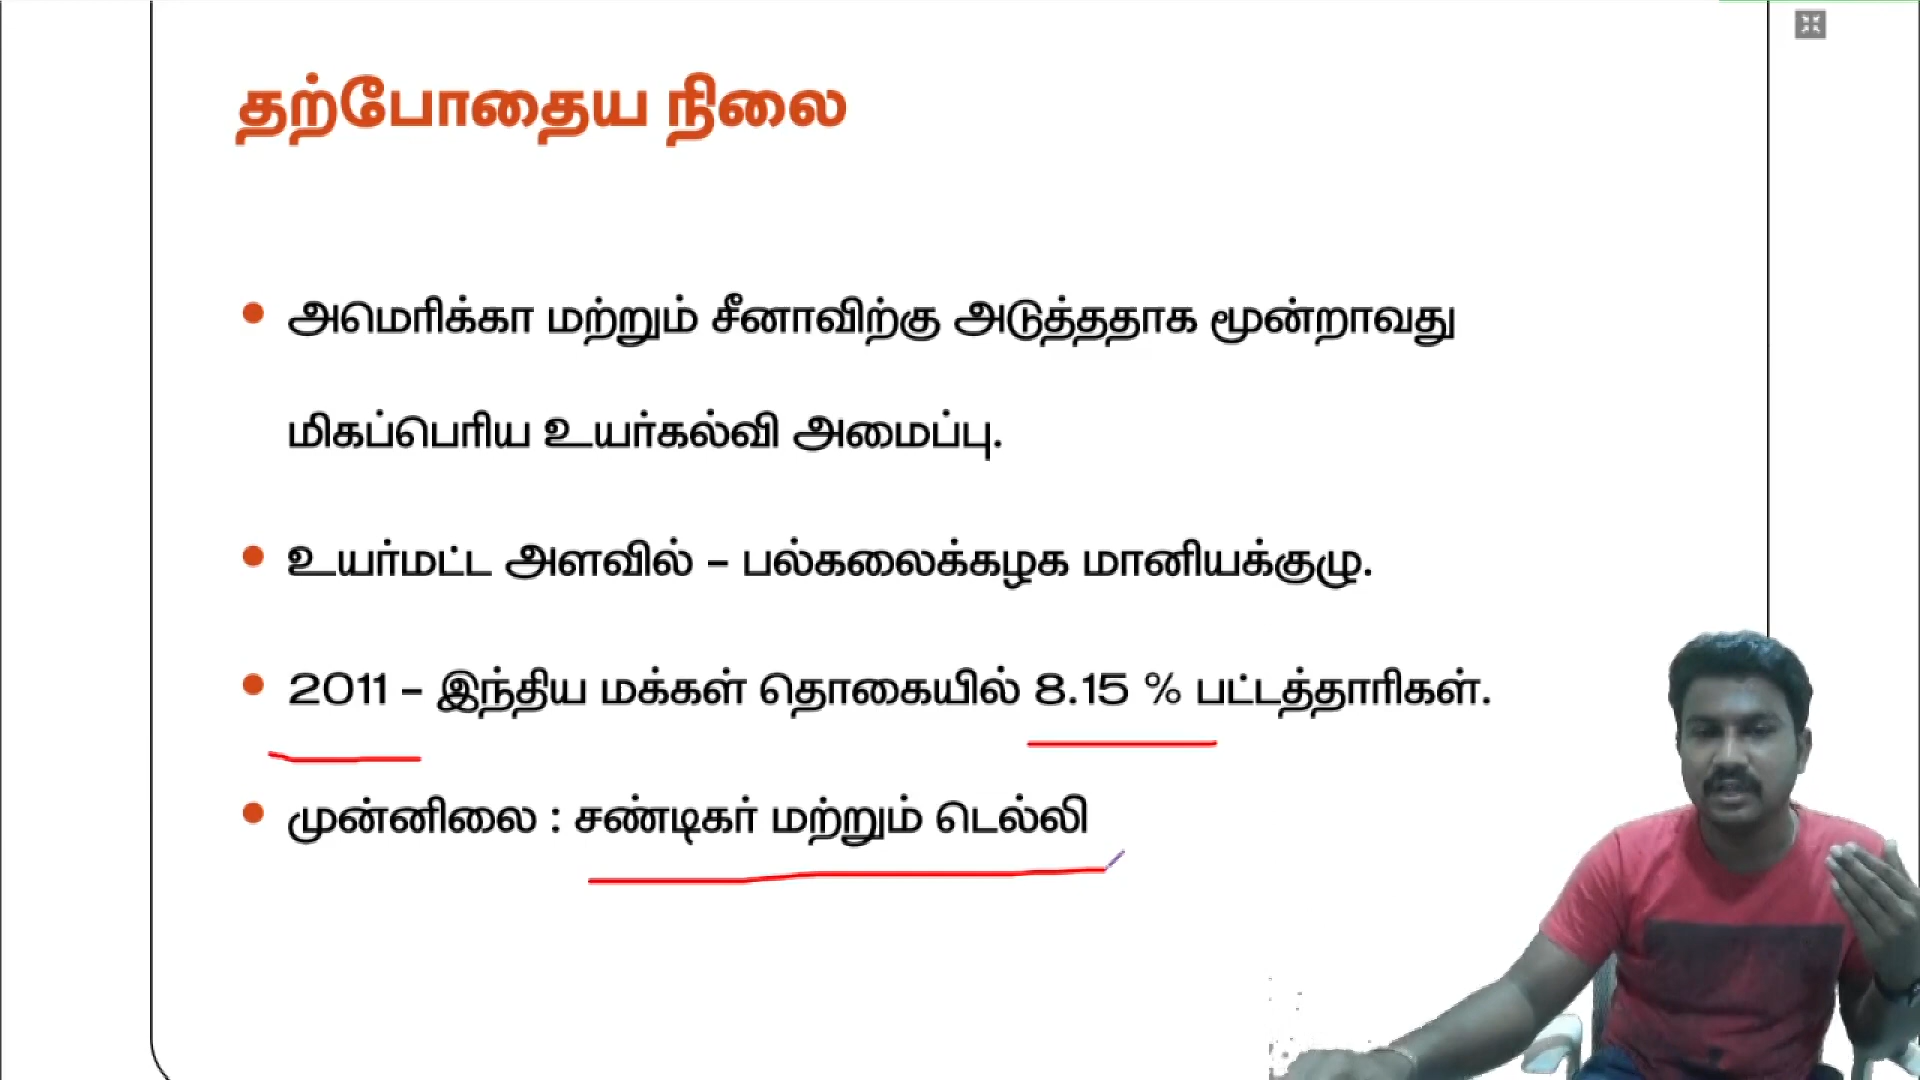 தற்போதைய நிலை
• அமெரிக்கா மற்றும் சீனாவிற்கு அடுத்ததாக மூன்றாவது
மிகப்பெரிய உயர்கல்வி அமைப்பு.
• உயர்மட்ட அளவில் – பல்கலைக்கழக மானியக்குழு.
• 2011 – இந்திய மக்கள் தொகையில் 8.15 % பட்டத்தாரிகள்.
• முன்னிலை : சண்டிகர் மற்றும் டெல்லி